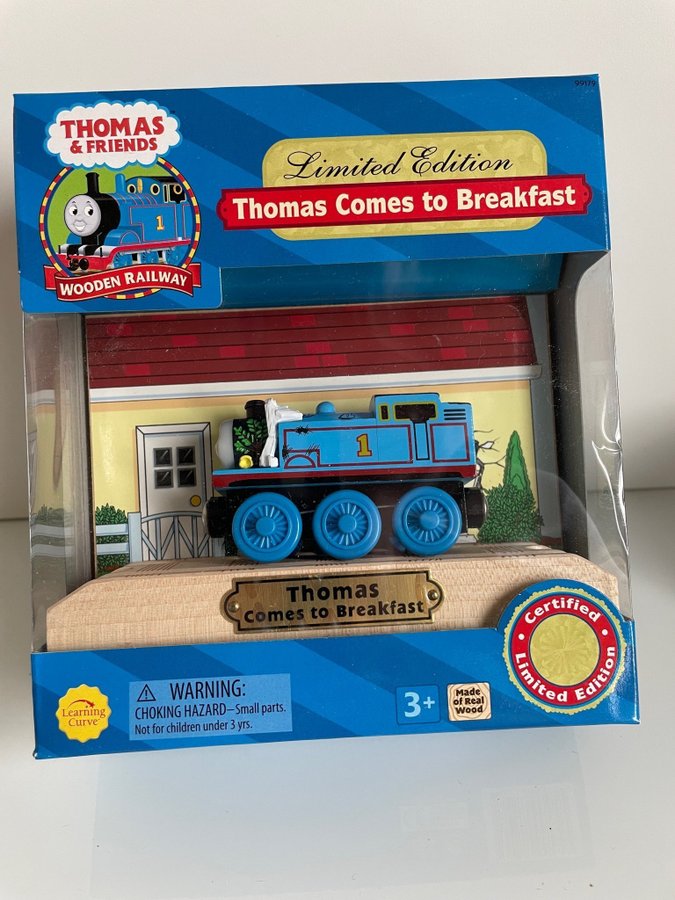 99179
THOMAS
& FRIENDS
1
WOODEN RAILWAY
Limited Edition
Thomas Comes to Breakfast
1
Thomas
Comes to Breakfast
• Certified •
Limited Edition
Learning
Curve
WARNING:
CHOKING HAZARD–Small parts.
Not for children under 3 yrs.
3+
Made
of Real
Wood